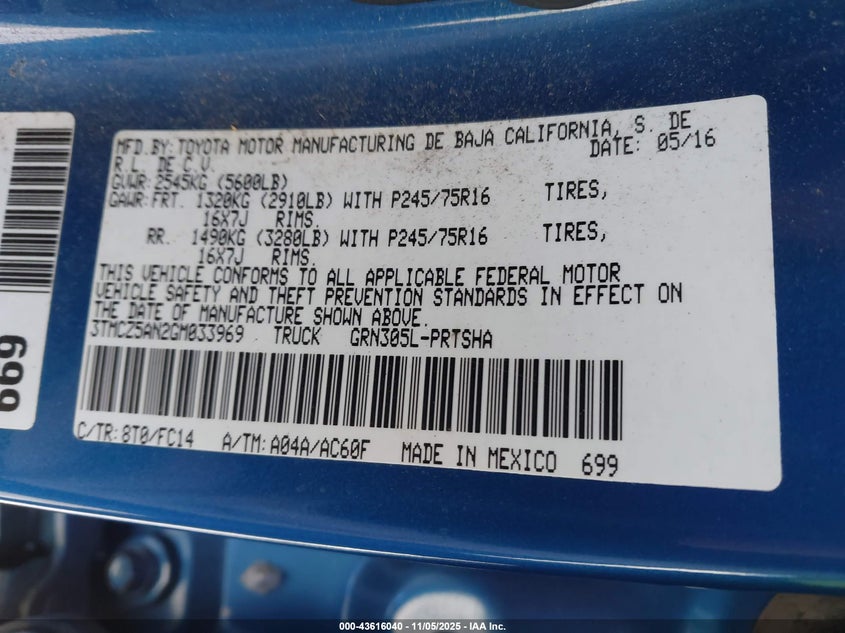 MFD. BY: TOYOTA MOTOR MANUFACTURING DE BAJA CALIFORNIA, S. DE
R.L. DE C.V. DATE: 05/16
GVWR: 2545KG (5600LB)
GAWR: FRT. 1320KG (2910LB) WITH P245/75R16 TIRES,
16X7J RIMS.
RR. 1490KG (3280LB) WITH P245/75R16 TIRES,
16X7J RIMS.
THIS VEHICLE CONFORMS TO ALL APPLICABLE FEDERAL MOTOR
VEHICLE SAFETY AND THEFT PREVENTION STANDARDS IN EFFECT ON
THE DATE OF MANUFACTURE SHOWN ABOVE.
3TMCZ5AN2GM033969 TRUCK GRN305L-PRTSHA
C/TR: 8T0/FC14 A/TM: A04A/AC60F MADE IN MEXICO 699
699
000-43616040 - 11/05/2025 - IAA Inc.